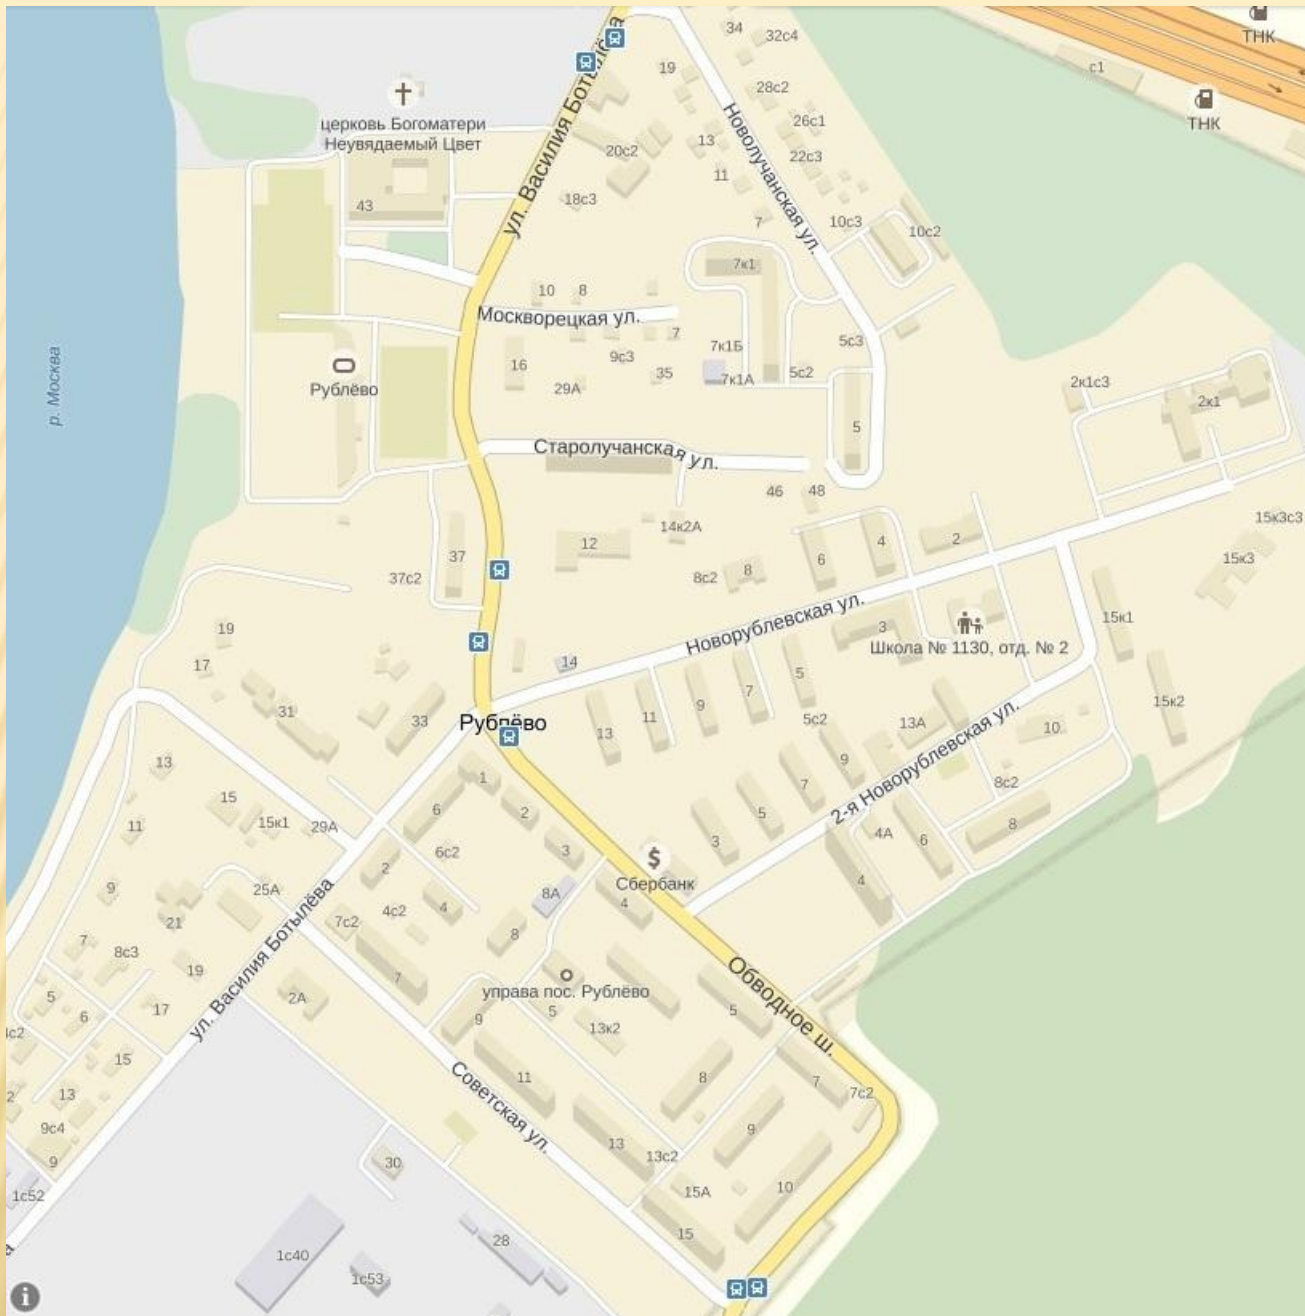 34
32с4
ТНК
19
с1
28с2
ТНК
церковь Богоматери
Неувядаемый Цвет
ул. Василия Ботылёва
Новолучанская ул.
13
26с1
20с2
22с3
11
43
18с3
7
10с3
10с2
7к1
10
8
Москворецкая ул.
7
р. Москва
7к1Б
5с3
16
9с3
35
7к1А
5с2
29А
Рублёво
2к1с3
2к1
5
Старолучанская ул.
46
48
14к2А
15к3с3
12
6
4
2
37
15к3
37с2
8с2
8
Новорублевская ул.
15к1
19
3
Школа № 1130, отд. № 2
17
14
5
7
9
11
13
15к2
31
33
Рублёво
5с2
13А
10
2-я Новорублевская ул.
13
9
7
8с2
1
15
5
6
2
8
15к1
29А
11
3
4А
6
6с2
3
2
Сбербанк
4
9
25А
8А
4
4с2
4
7с2
21
8
7
8с3
7
19
Обводное ш.
управа пос. Рублёво
5
2А
5
17
5
6
9
13к2
ул. Василия Ботылёва
4с2
15
11
8
7
7с2
Советская ул.
13
2
9с4
13
9
13с2
9
30
15А
10
1с52
15
28
1с40
1с53